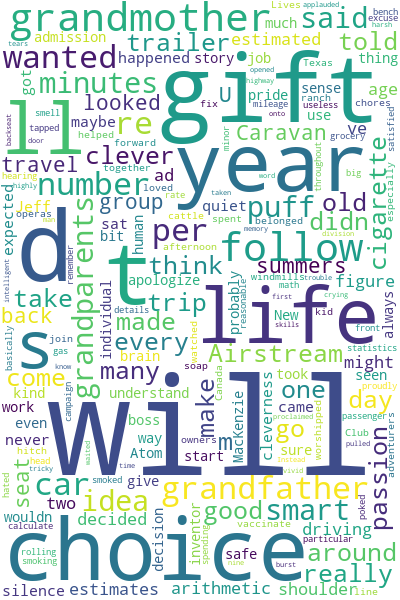 grandmother
gift
said
wanted
trailer
admission
estimated
much
Lives
applauded
bench
excuse
harsh
tears
told
thing
minutes
looked
happened
story
job
Texas
sense
ranch
useless
opened
highway
got
maybe
pride
mileage
onto
chores
ll
re
U
use
age
fix
smell
tapped
door
backseat
helped
forward
grocery
satisfied
travel
clever
Caravan
ve
year
number
ad
together
loved
rate
minor
throughout
big
especially
hearing
highly
group
quiet
spent
taken
word
cigarette
Jeff
operas
man
sat
bit
human
cattle
belonged
memory
division
per
puff
old
didn
expected
remember
d
t
follow
intelligent
grandparents
individual
think
apologize
afternoon
summers
windmills
trouble
math
crying
take
trip
probably
reasonable
figure
first
skills
back
made
details
New
kid
front
always
join
gas
every
Airstream
might
statistics
s
life
come
many
brain
watched
Canada
took
seen
proudly
basically
know
kind
understand
soap
one
day
passenger
work
campaign
boss
owners
make
MacKenzie
cleverness
came
worshipped
Club
pulled
adventurers
even
way
mil
go
never
hitch
head
tricky
Atom
start
sure
proclaimed
vivid
instead
passion
will
seat
car
grandfather
hated
waited
time
smoked
give
idea
good
smart
two
wouldn
decided
decision
inventor
spending
safe
vaccinate
driving
particular
poked
around
calculate
rolling
smoking
choice
nine
burst
really
silence
estimates
arithmetic
shoulder
line